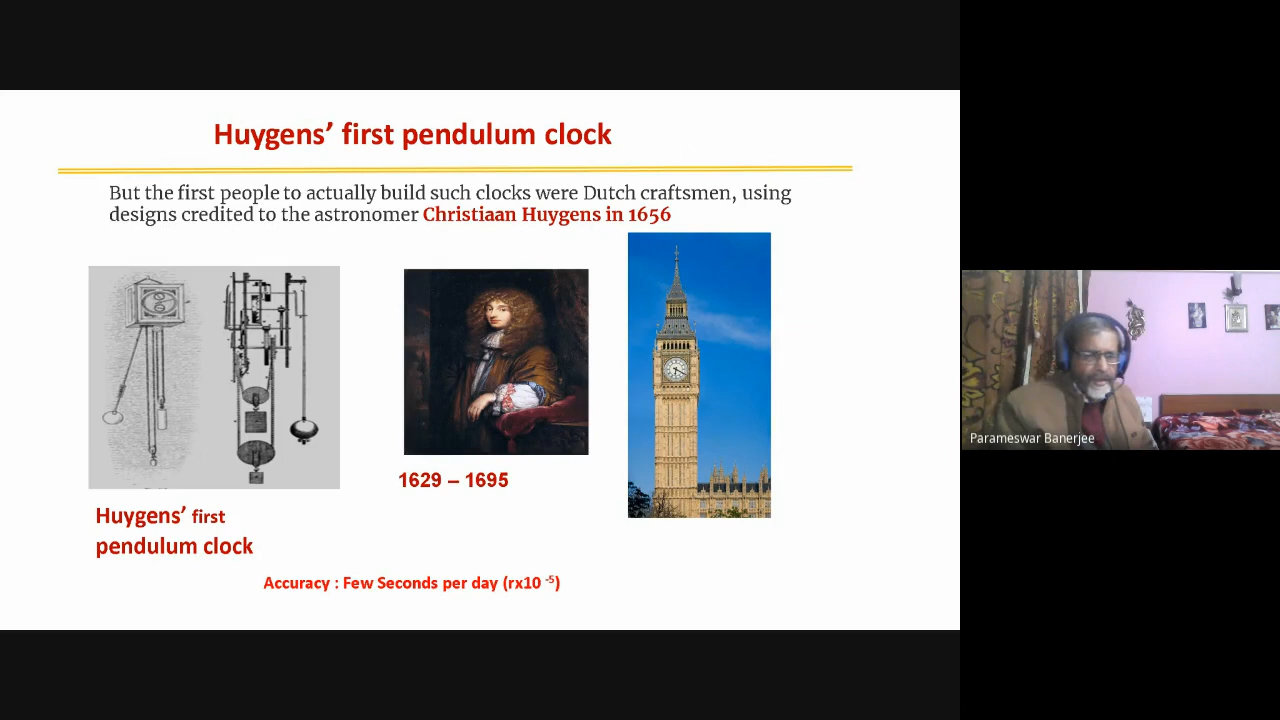 Huygens’ first pendulum clock
But the first people to actually build such clocks were Dutch craftsmen, using
designs credited to the astronomer Christiaan Huygens in 1656
1629 – 1695
Huygens’ first
pendulum clock
Accuracy : Few Seconds per day (rx10 -5)
Parameswar Banerjee